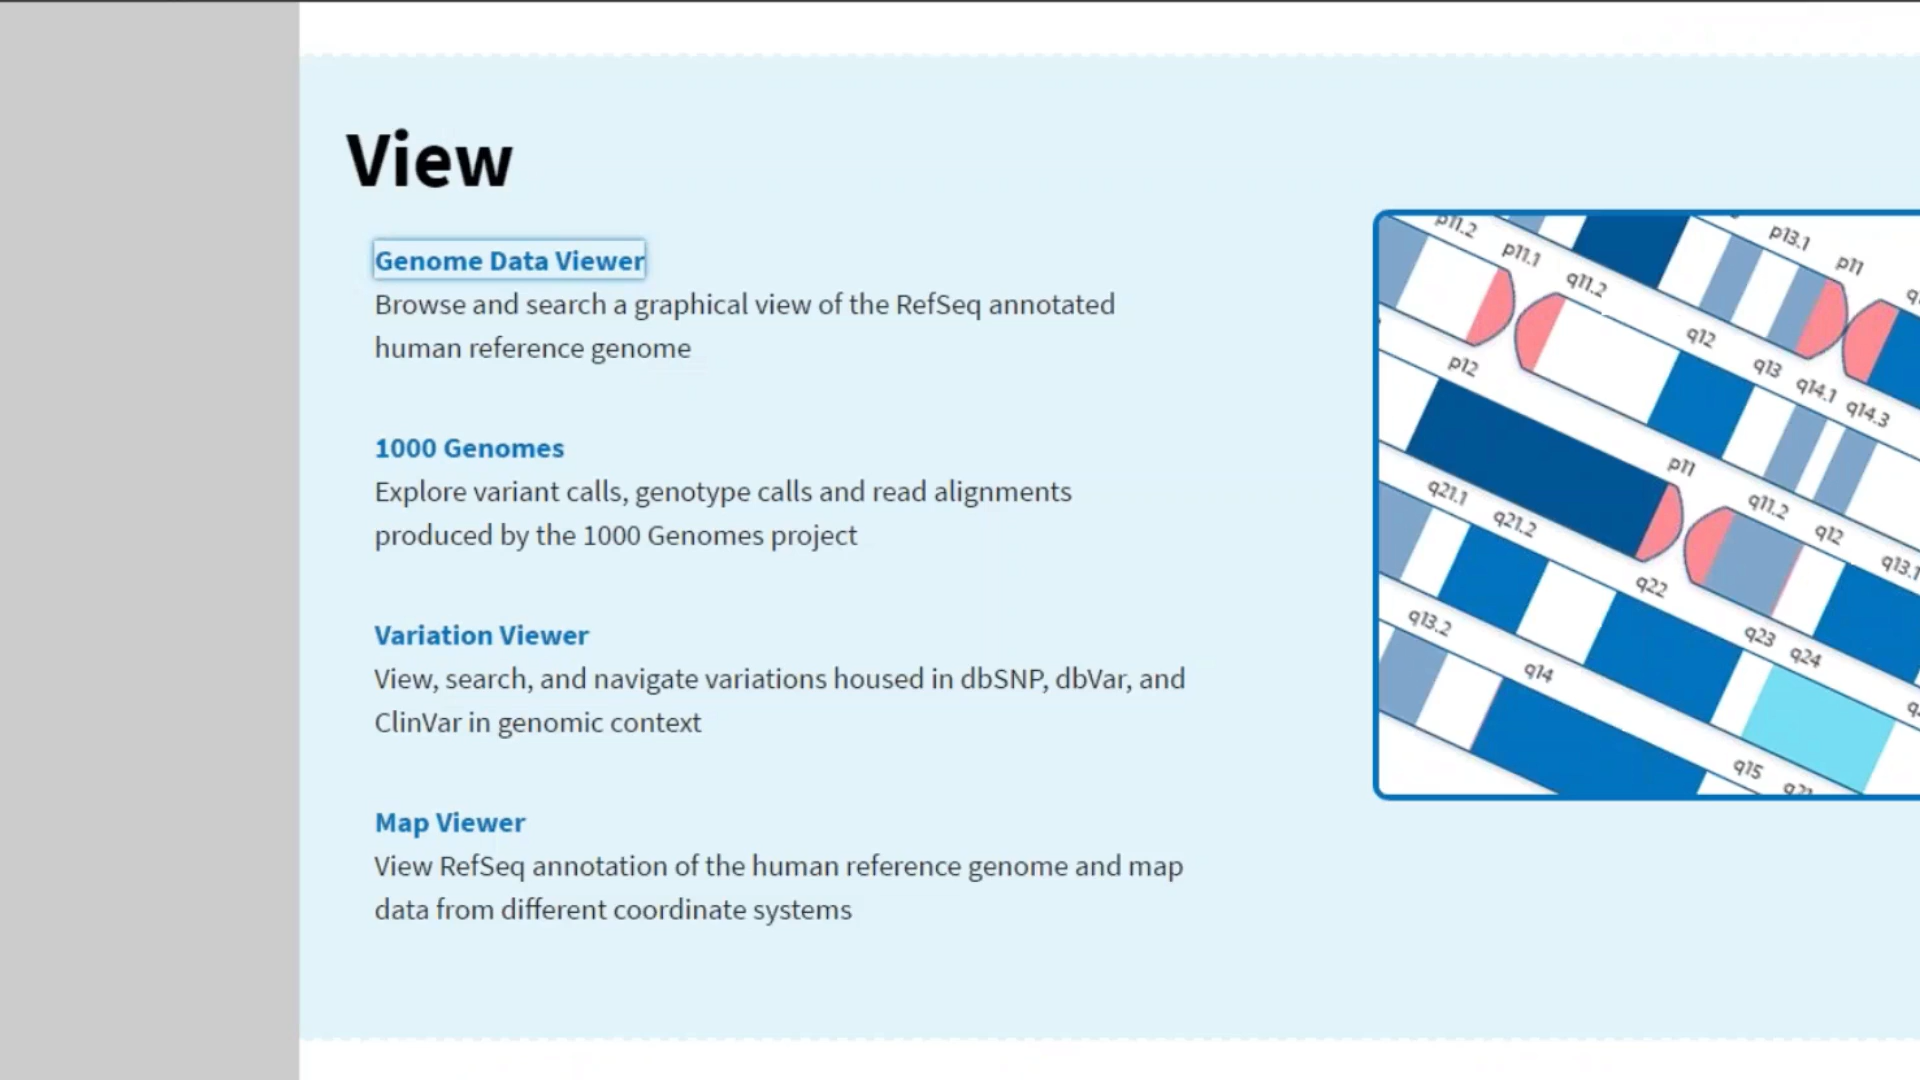 View
Genome Data Viewer
Browse and search a graphical view of the RefSeq annotated
human reference genome
1000 Genomes
Explore variant calls, genotype calls and read alignments
produced by the 1000 Genomes project
Variation Viewer
View, search, and navigate variations housed in dbSNP, dbVar, and
ClinVar in genomic context
Map Viewer
View RefSeq annotation of the human reference genome and map
data from different coordinate systems
p11.2
p11.1
q11.2
q12
q13
q14.1
q14.3
p13.1
p11
p12
p11
q11.2
q12
q13.1
q21.1
q21.2
q22
q23
q24
q13.2
q14
q15